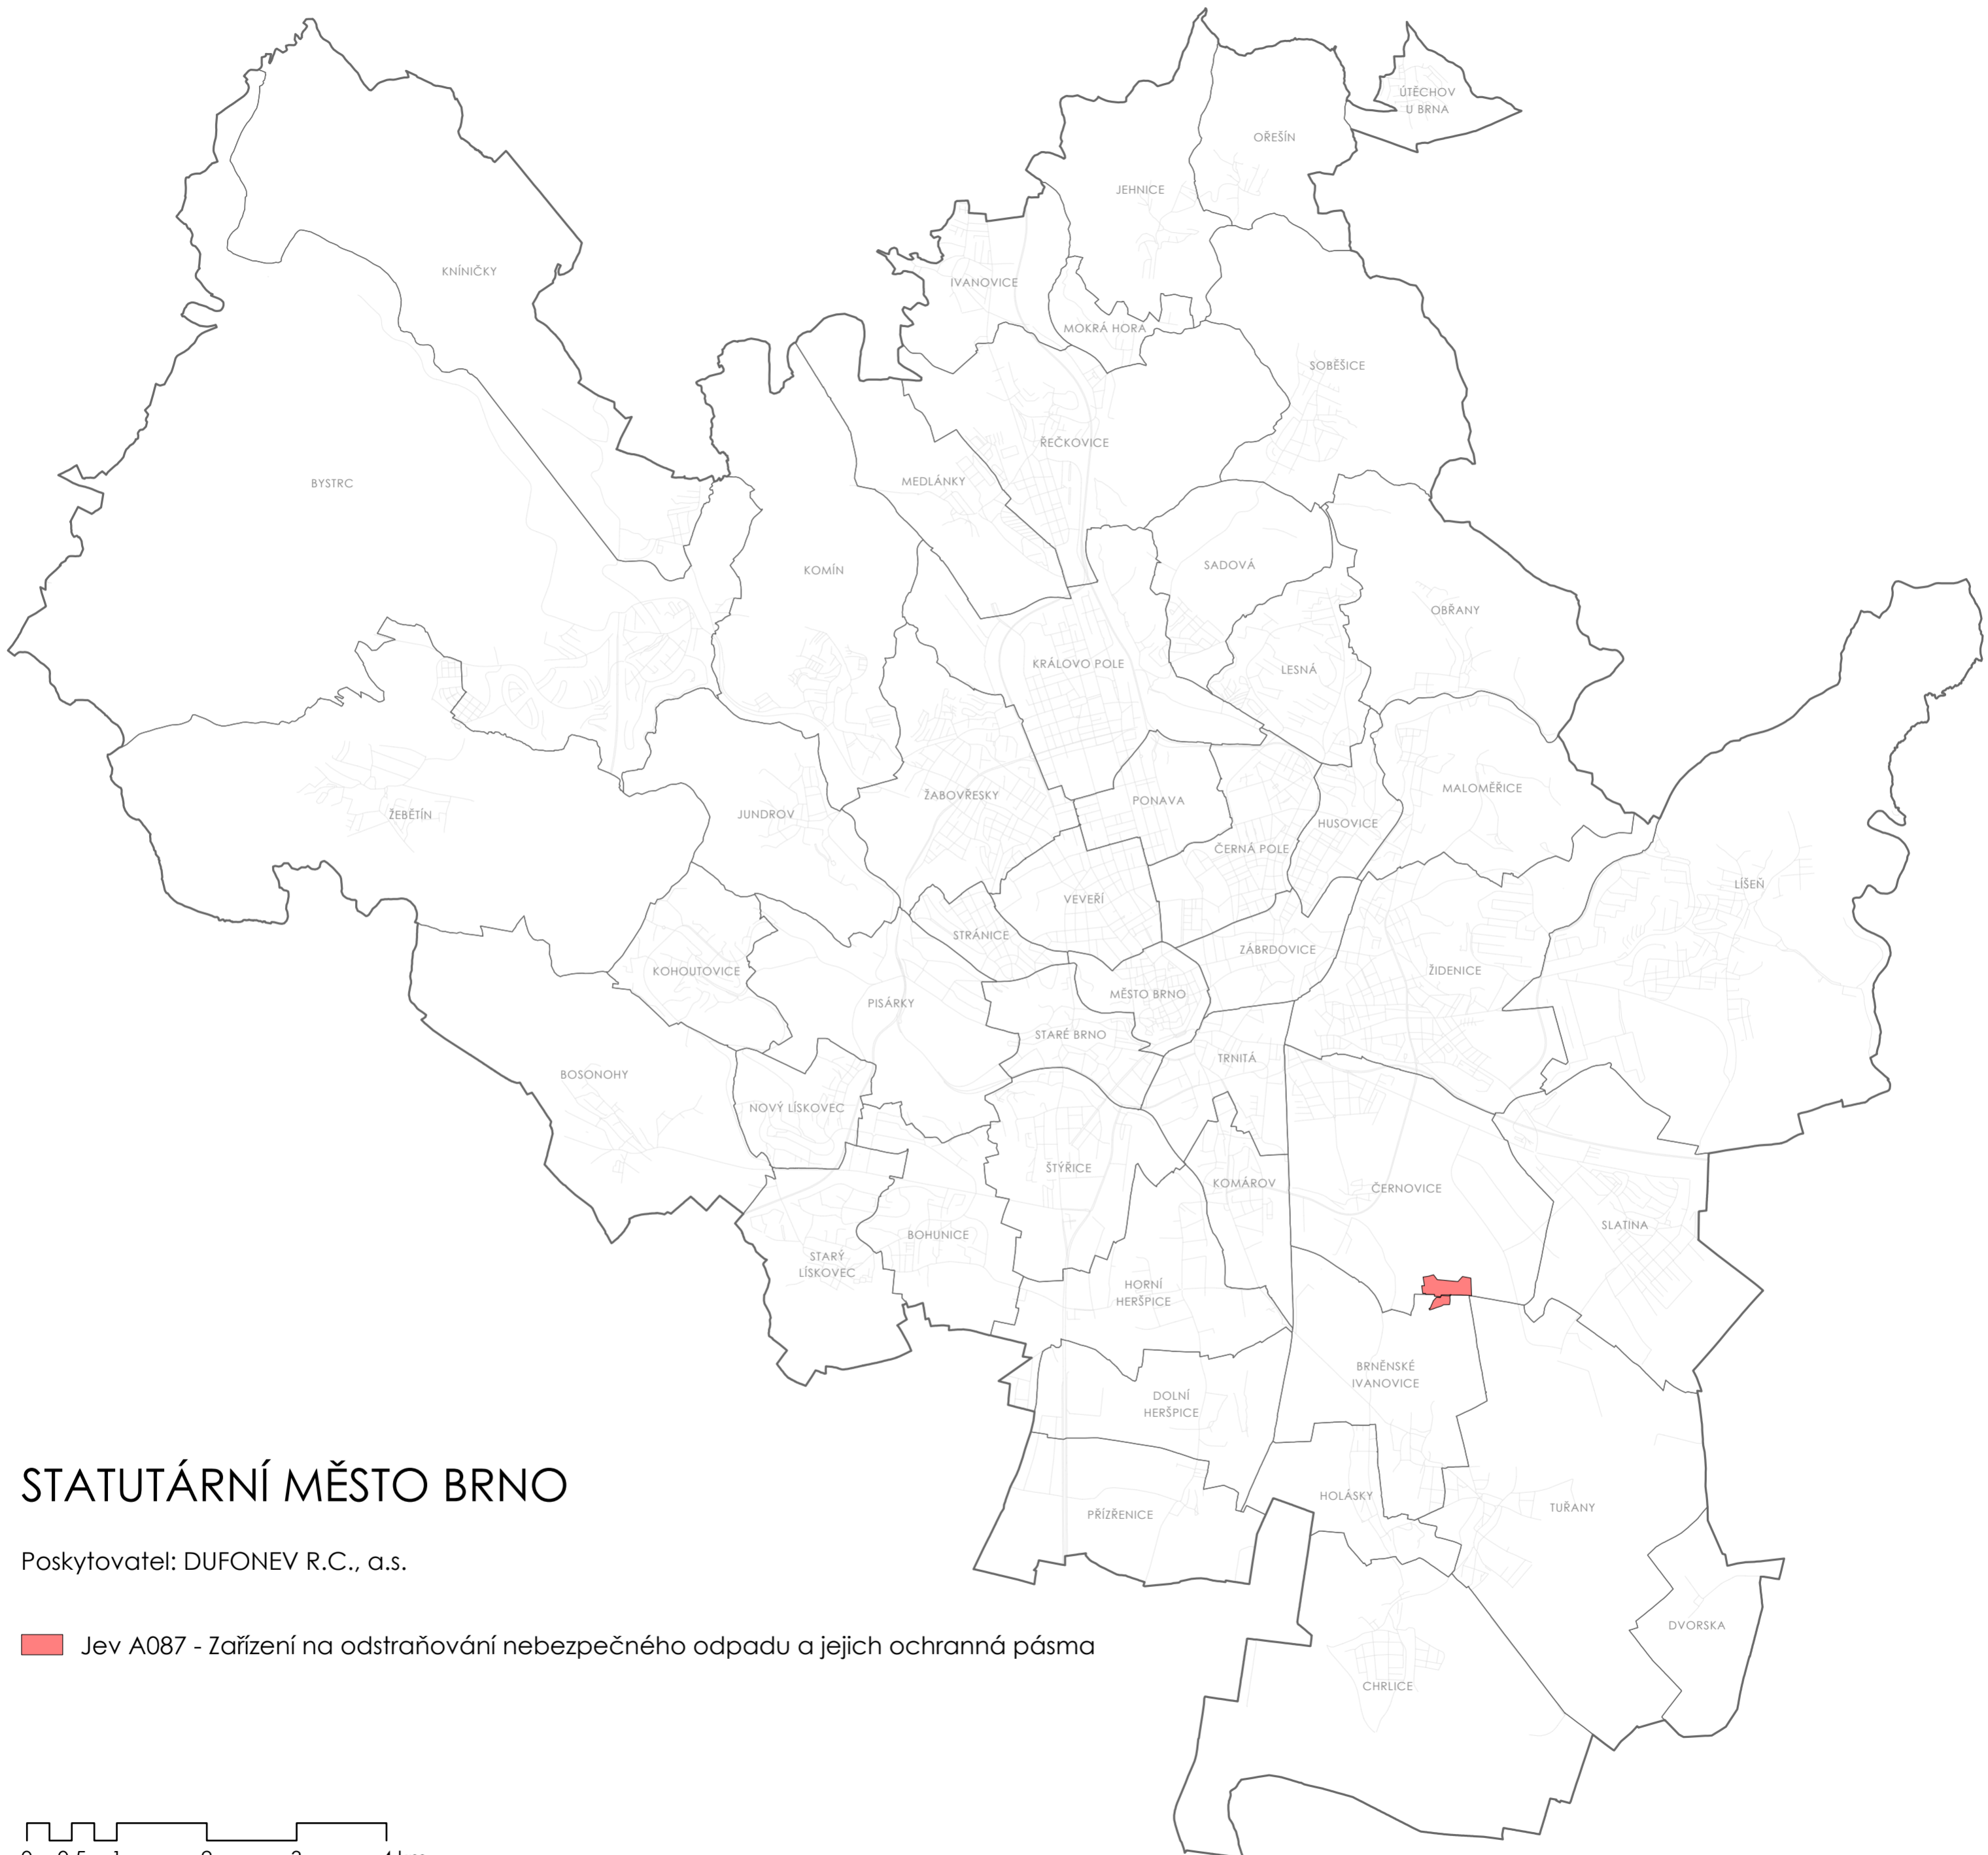 ÚTĚCHOV
U BRNA
OŘEŠÍN
JEHNICE
KNÍNIČKY
IVANOVICE
MOKRÁ HORA
SOBĚŠICE
ŘEČKOVICE
MEDLÁNKY
BYSTRC
SADOVÁ
KOMÍN
OBŘANY
KRÁLOVO POLE
LESNÁ
MALOMĚŘICE
ŽABOVŘESKY
PONAVA
JUNDROV
ŽEBĚTÍN
HUSOVICE
ČERNÁ POLE
LÍŠEŇ
VEVEŘÍ
STRÁNICE
ZÁBRDOVICE
KOHOUTOVICE
ŽIDENICE
MĚSTO BRNO
PISÁRKY
STARÉ BRNO
TRNITÁ
BOSONOHY
NOVÝ LÍSKOVEC
ŠTÝŘICE
KOMÁROV
ČERNOVICE
SLATINA
BOHUNICE
STARÝ
LÍSKOVEC
HORNÍ
HERŠPICE
BRNĚNSKÉ
IVANOVICE
DOLNÍ
HERŠPICE
HOLÁSKY
TUŘANY
PŘÍZŘENICE
DVORSKA
CHRLICE
STATUTÁRNÍ MĚSTO BRNO
Poskytovatel: DUFONEV R.C., a.s.
Jev A087 - Zařízení na odstraňování nebezpečného odpadu a jejich ochranná pásma